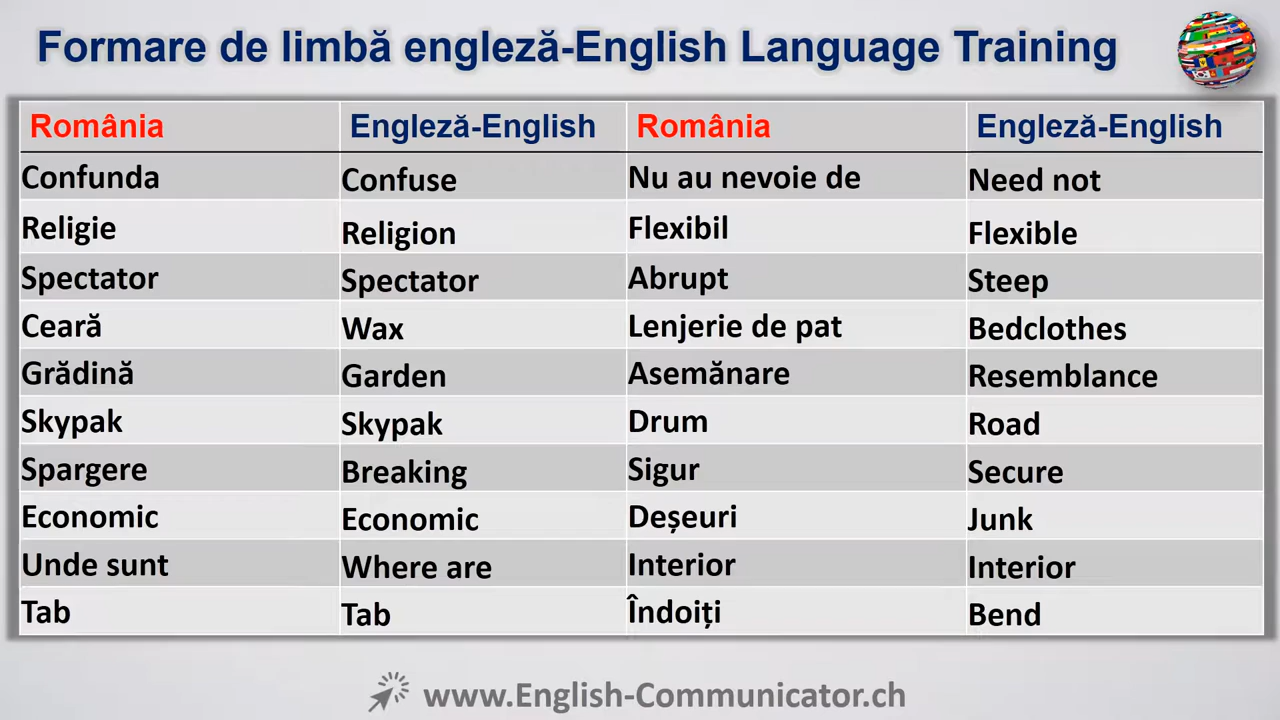 Formare de limbă engleză-English Language Training
România Engleză-English România Engleză-English
Confunda Confuse Nu au nevoie de Need not
Religie Religion Flexibil Flexible
Spectator Spectator Abrupt Steep
Ceară Wax Lenjerie de pat Bedclothes
Grădină Garden Asemănare Resemblance
Skypak Skypak Drum Road
Spargere Breaking Sigur Secure
Economic Economic Deșeuri Junk
Unde sunt Where are Interior Interior
Tab Tab Îndoiți Bend
www.English-Communicator.ch